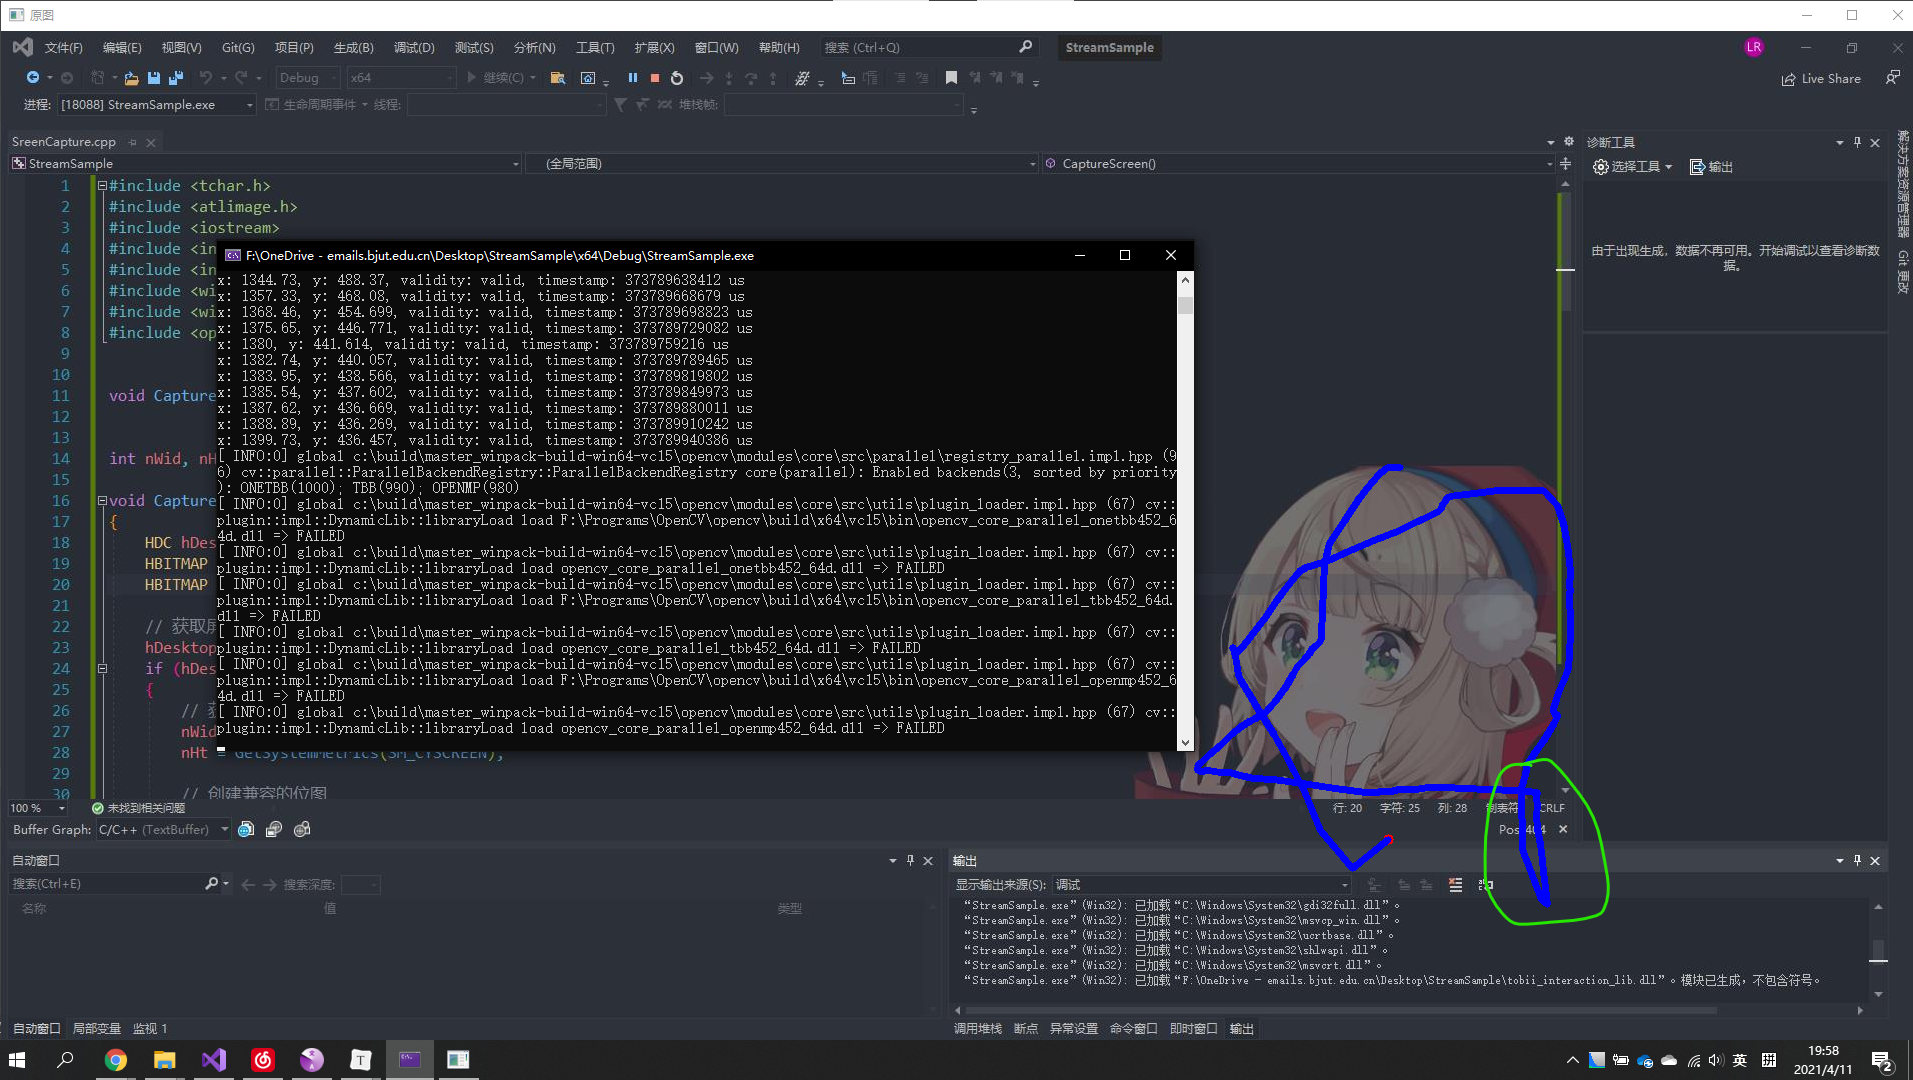 原图
文件(F) 编辑(E) 视图(V) Git(G) 项目(P) 生成(B) 调试(D) 测试(S) 分析(N) 工具(T) 扩展(X) 窗口(W) 帮助(H) 搜索 (Ctrl+Q) StreamSample LR
Debug x64 继续(C) Live Share
进程: [18088] StreamSample.exe 生命周期事件 线程: 堆栈帧:
SreenCapture.cpp
StreamSample (全局范围) CaptureScreen()
1 #include <tchar.h>
2 #include <atlimage.h>
3 #include <iostream>
4 #include <in
5 #include <in
6 #include <wi
7 #include <wi
8 #include <op
9
10
11 void Capture
12
13
14 int nWid, nH
15
16 void Capture
17 {
18 HDC hDes
19 HBITMAP
20 HBITMAP
21
22 // 获取屏
23 hDesktop
24 if (hDes
25 {
26 // 获
27 nWid
28 nHt = GetSystemMetrics(SM_CYSCREEN);
29
30 // 创建兼容的位图
F:\OneDrive - emails.bjut.edu.cn\Desktop\StreamSample\x64\Debug\StreamSample.exe
x: 1344.73, y: 488.37, validity: valid, timestamp: 373789638412 us
x: 1357.33, y: 468.08, validity: valid, timestamp: 373789668679 us
x: 1368.46, y: 454.699, validity: valid, timestamp: 373789698823 us
x: 1375.65, y: 446.771, validity: valid, timestamp: 373789729082 us
x: 1380, y: 441.614, validity: valid, timestamp: 373789759216 us
x: 1382.74, y: 440.057, validity: valid, timestamp: 373789789465 us
x: 1383.95, y: 438.566, validity: valid, timestamp: 373789819802 us
x: 1385.54, y: 437.602, validity: valid, timestamp: 373789849973 us
x: 1387.62, y: 436.669, validity: valid, timestamp: 373789880011 us
x: 1388.89, y: 436.269, validity: valid, timestamp: 373789910242 us
x: 1399.73, y: 436.457, validity: valid, timestamp: 373789940386 us
[ INFO:0] global c:\build\master_winpack-build-win64-vc15\opencv\modules\core\src\parallel\registry_parallel.impl.hpp (9
6) cv::parallel::ParallelBackendRegistry::ParallelBackendRegistry core(parallel): Enabled backends(3, sorted by priority
): ONETBB(1000); TBB(990); OPENMP(980)
[ INFO:0] global c:\build\master_winpack-build-win64-vc15\opencv\modules\core\src\utils\plugin_loader.impl.hpp (67) cv::
plugin::impl::DynamicLib::libraryLoad load F:\Programs\OpenCV\opencv\build\x64\vc15\bin\opencv_core_parallel_onetbb452_6
4d.dll => FAILED
[ INFO:0] global c:\build\master_winpack-build-win64-vc15\opencv\modules\core\src\utils\plugin_loader.impl.hpp (67) cv::
plugin::impl::DynamicLib::libraryLoad load opencv_core_parallel_onetbb452_64d.dll => FAILED
[ INFO:0] global c:\build\master_winpack-build-win64-vc15\opencv\modules\core\src\utils\plugin_loader.impl.hpp (67) cv::
plugin::impl::DynamicLib::libraryLoad load F:\Programs\OpenCV\opencv\build\x64\vc15\bin\opencv_core_parallel_tbb452_64d.
dll => FAILED
[ INFO:0] global c:\build\master_winpack-build-win64-vc15\opencv\modules\core\src\utils\plugin_loader.impl.hpp (67) cv::
plugin::impl::DynamicLib::libraryLoad load opencv_core_parallel_tbb452_64d.dll => FAILED
[ INFO:0] global c:\build\master_winpack-build-win64-vc15\opencv\modules\core\src\utils\plugin_loader.impl.hpp (67) cv::
plugin::impl::DynamicLib::libraryLoad load F:\Programs\OpenCV\opencv\build\x64\vc15\bin\opencv_core_parallel_openmp452_6
4d.dll => FAILED
[ INFO:0] global c:\build\master_winpack-build-win64-vc15\opencv\modules\core\src\utils\plugin_loader.impl.hpp (67) cv::
plugin::impl::DynamicLib::libraryLoad load opencv_core_parallel_openmp452_64d.dll => FAILED
诊断工具
选择工具 输出
由于出现生成，数据不再可用。开始调试以查看诊断数
据。
解决方案资源管理器
Git 更改
100 % 未找到相关问题 行: 20 字符: 25 列: 28 制表符 CRLF
Buffer Graph: C/C++ (TextBuffer) Pos 404
自动窗口
搜索(Ctrl+E) 搜索深度:
名称 值 类型
输出
显示输出来源(S): 调试
“StreamSample.exe”(Win32): 已加载“C:\Windows\System32\gdi32full.dll”。
“StreamSample.exe”(Win32): 已加载“C:\Windows\System32\msvcp_win.dll”。
“StreamSample.exe”(Win32): 已加载“C:\Windows\System32\ucrtbase.dll”。
“StreamSample.exe”(Win32): 已加载“C:\Windows\System32\shlwapi.dll”。
“StreamSample.exe”(Win32): 已加载“C:\Windows\System32\msvcrt.dll”。
“StreamSample.exe”(Win32): 已加载“F:\OneDrive - emails.bjut.edu.cn\Desktop\StreamSample\tobii_interaction_lib.dll”。模块已生成，不包含符号。
自动窗口 局部变量 监视 1
调用堆栈 断点 异常设置 命令窗口 即时窗口 输出
T 英 拼 19:58
2021/4/11
2